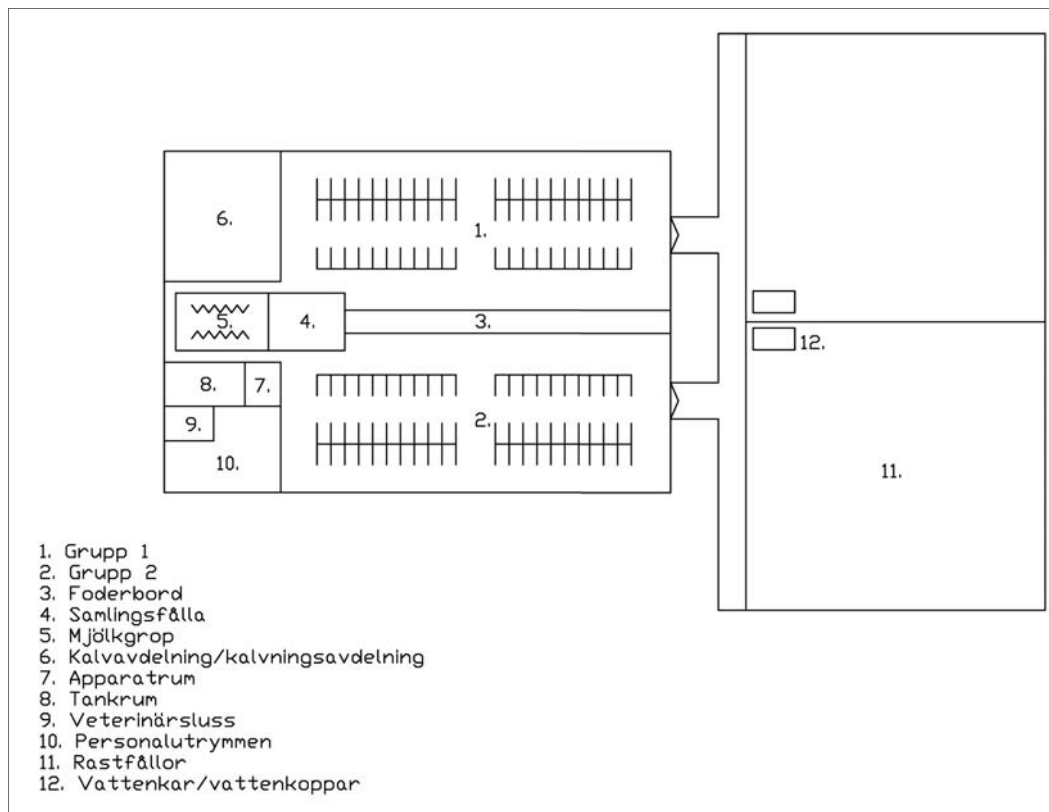 6.
1.
5.
4.
3.
12.
8.
7.
9.
2.
10.
11.
1. Grupp 1
2. Grupp 2
3. Foderbord
4. Samlingsfålla
5. Mjölkgrop
6. Kalvavdelning/kalvningsavdelning
7. Apparatrum
8. Tankrum
9. Veterinärsluss
10. Personalutrymmen
11. Rastfållor
12. Vattenkar/vattenkoppar